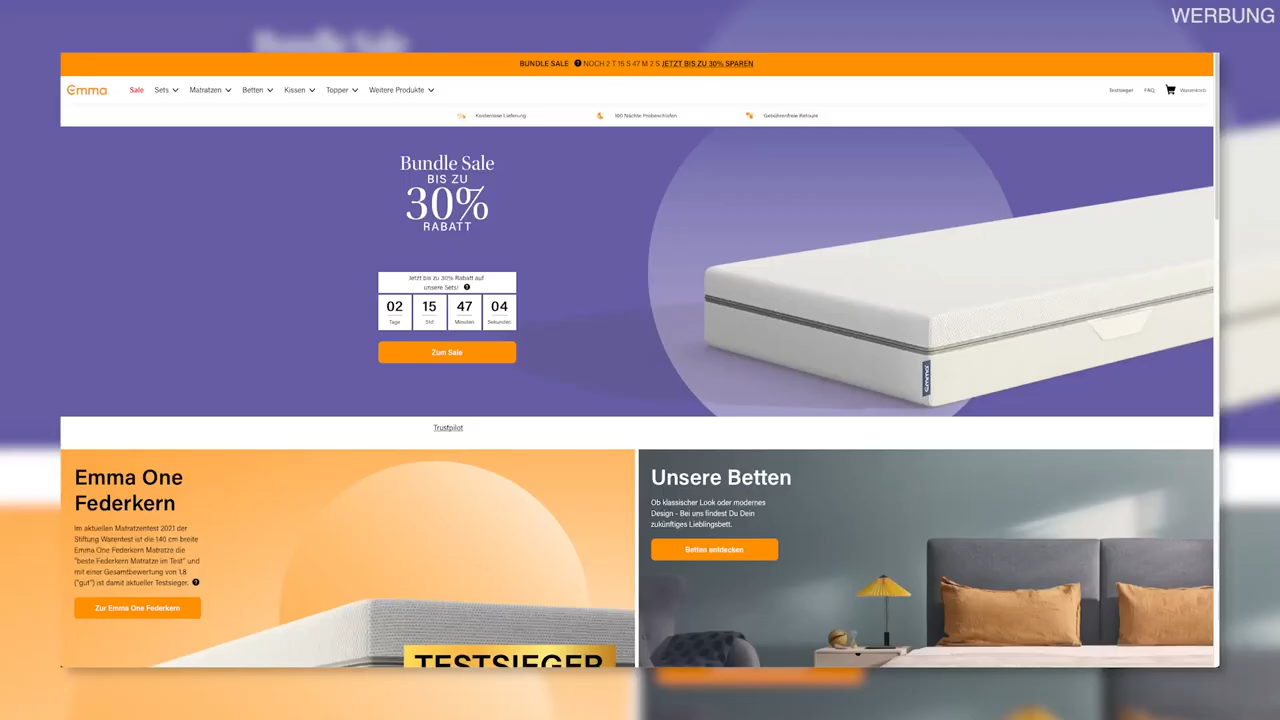 WERBUNG
Bundle Sale
BUNDLE SALE ? NOCH 2 T 15 S 47 M 2 S JETZT BIS ZU 30% SPAREN
Emma
Sale Sets Matratzen Betten Kissen Topper Weitere Produkte
Testsieger FAQ Warenkorb
Kostenlose Lieferung 100 Nächte Probeschlafen Gebührenfreie Retoure
Bundle Sale
BIS ZU
30%
RABATT
Jetzt bis zu 30% Rabatt auf
unsere Sets! ?
02 15 47 04
Tage Std Minuten Sekunden
Zum Sale
emma
Trustpilot
Emma One
Federkern
Im aktuellen Matratzentest 2021 der
Stiftung Warentest ist die 140 cm breite
Emma One Federkern Matratze die
"beste Federkern Matratze im Test" und
mit einer Gesamtbewertung von 1,8
("gut") ist damit aktueller Testsieger. ?
Zur Emma One Federkern
TESTSIEGER
Unsere Betten
Ob klassischer Look oder modernes
Design - Bei uns findest Du Dein
zukünftiges Lieblingsbett.
Betten entdecken